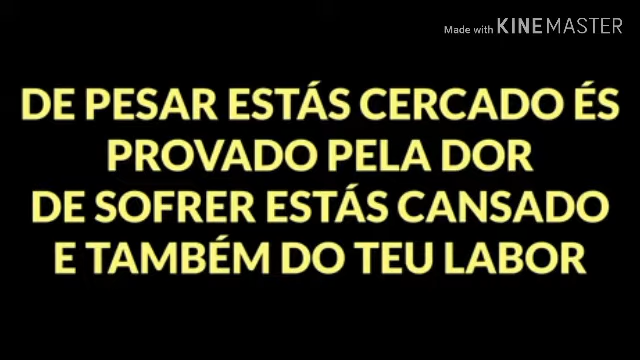 Made with KINEMASTER
DE PESAR ESTÁS CERCADO ÉS
PROVADO PELA DOR
DE SOFRER ESTÁS CANSADO
E TAMBÉM DO TEU LABOR